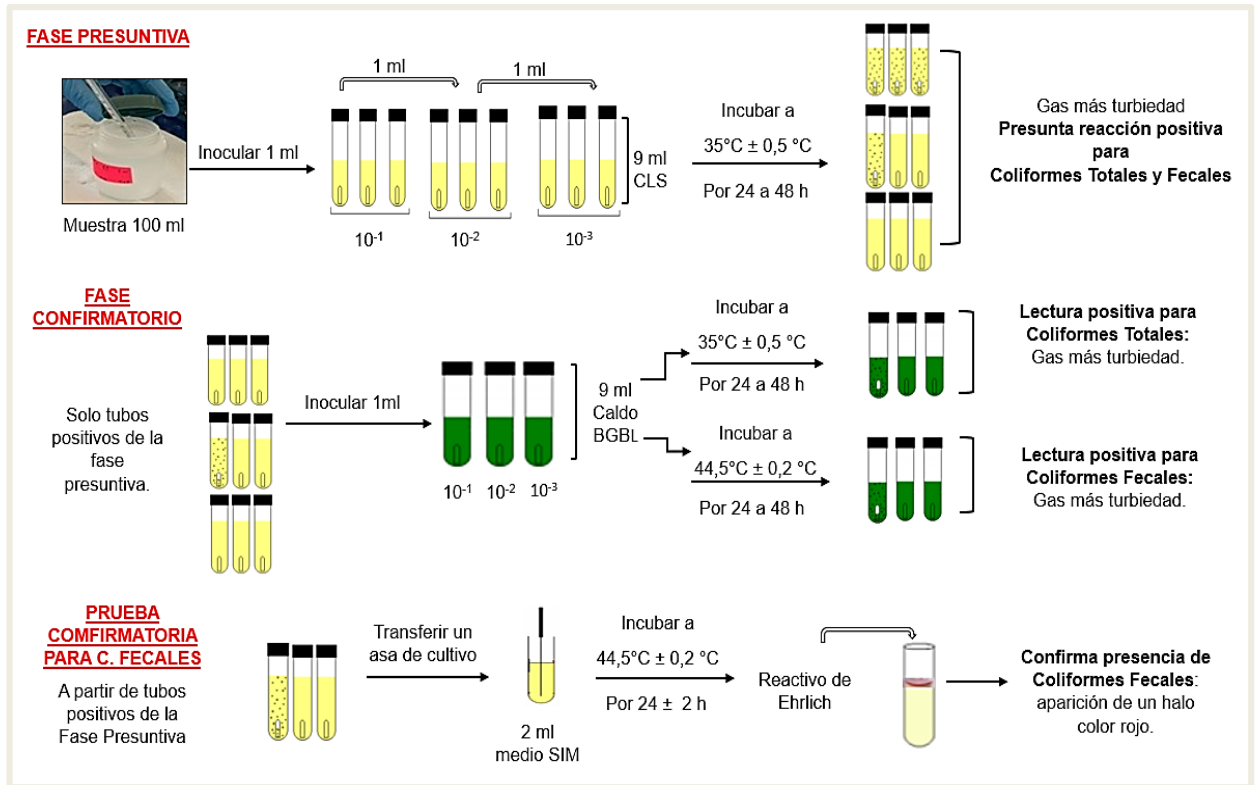 FASE PRESUNTIVA
1 ml
1 ml
Inocular 1 ml
Muestra 100 ml
10-1
10-2
10-3
9 ml
CLS
Incubar a
35°C ± 0,5 °C
Por 24 a 48 h
Gas más turbiedad
Presunta reacción positiva
para
Coliformes Totales y Fecales
FASE
CONFIRMATORIO
Solo tubos
positivos de la
fase
presuntiva.
Inocular 1ml
10-1
10-2
10-3
9 ml
Caldo
BGBL
Incubar a
35°C ± 0,5 °C
Por 24 a 48 h
Lectura positiva para
Coliformes Totales:
Gas más turbiedad.
Incubar a
44,5°C ± 0,2 °C
Por 24 a 48 h
Lectura positiva para
Coliformes Fecales:
Gas más turbiedad.
PRUEBA
COMFIRMATORIA
PARA C. FECALES
A partir de tubos
positivos de la
Fase Presuntiva
Transferir un
asa de cultivo
2 ml
medio SIM
Incubar a
44,5°C ± 0,2 °C
Por 24 ± 2 h
Reactivo de
Ehrlich
Confirma presencia de
Coliformes Fecales:
aparición de un halo
color rojo.